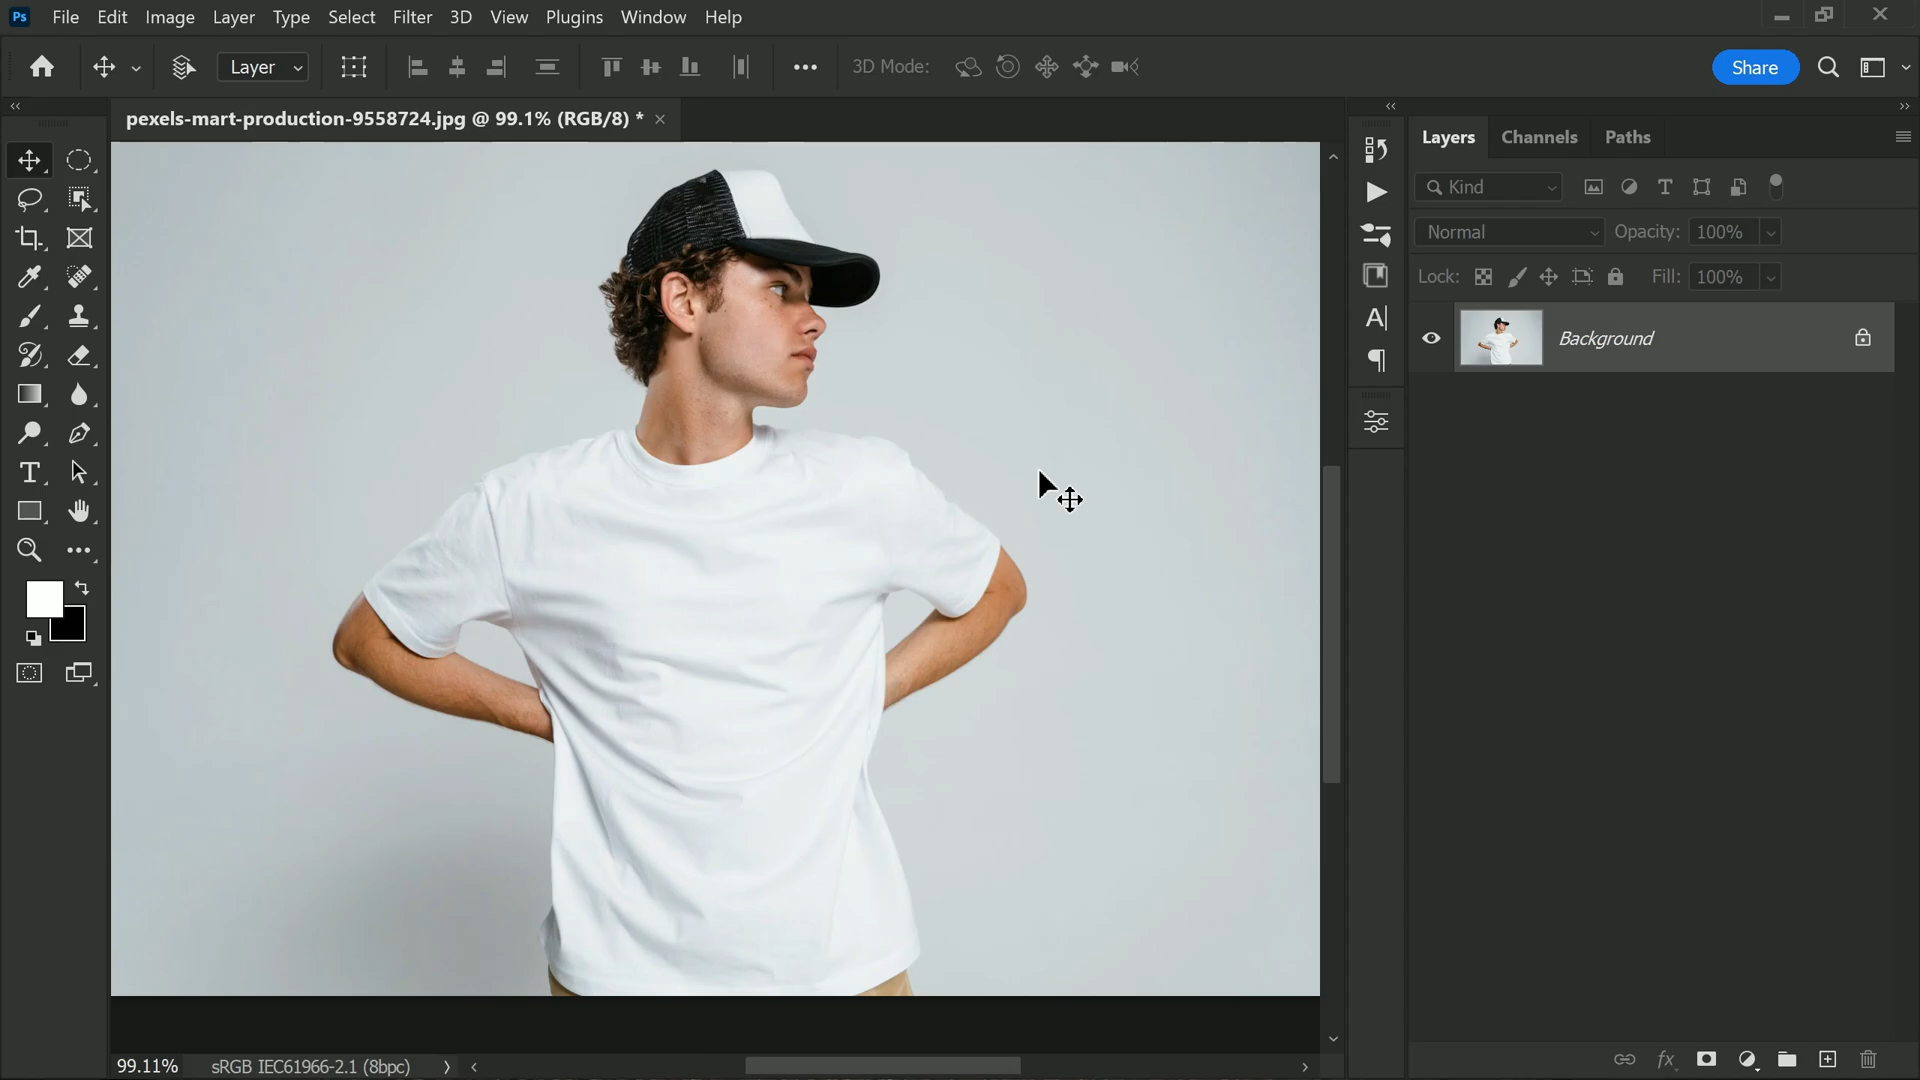 Ps File Edit Image Layer Type Select Filter 3D View Plugins Window Help
Layer 3D Mode: Share
pexels-mart-production-9558724.jpg @ 99.1% (RGB/8) *
Layers Channels Paths
Kind
Normal Opacity: 100%
Lock: Fill: 100%
Background
99.11% sRGB IEC61966-2.1 (8bpc)